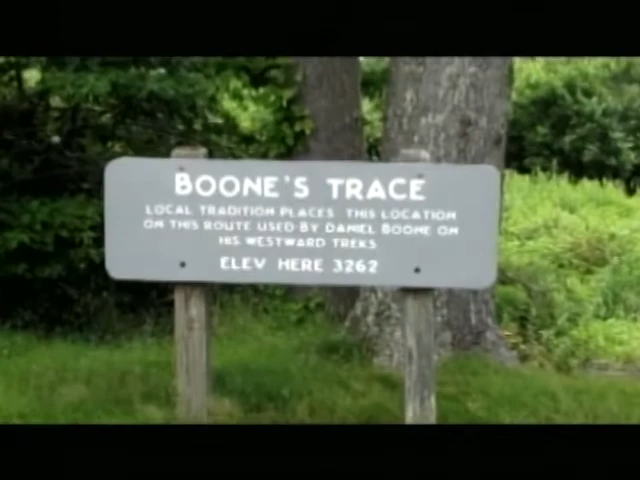 BOONE'S TRACE
LOCAL TRADITION PLACES THIS LOCATION
ON THIS ROUTE USED BY DANIEL BOONE ON
HIS WESTWARD TREKS
ELEV HERE 3262